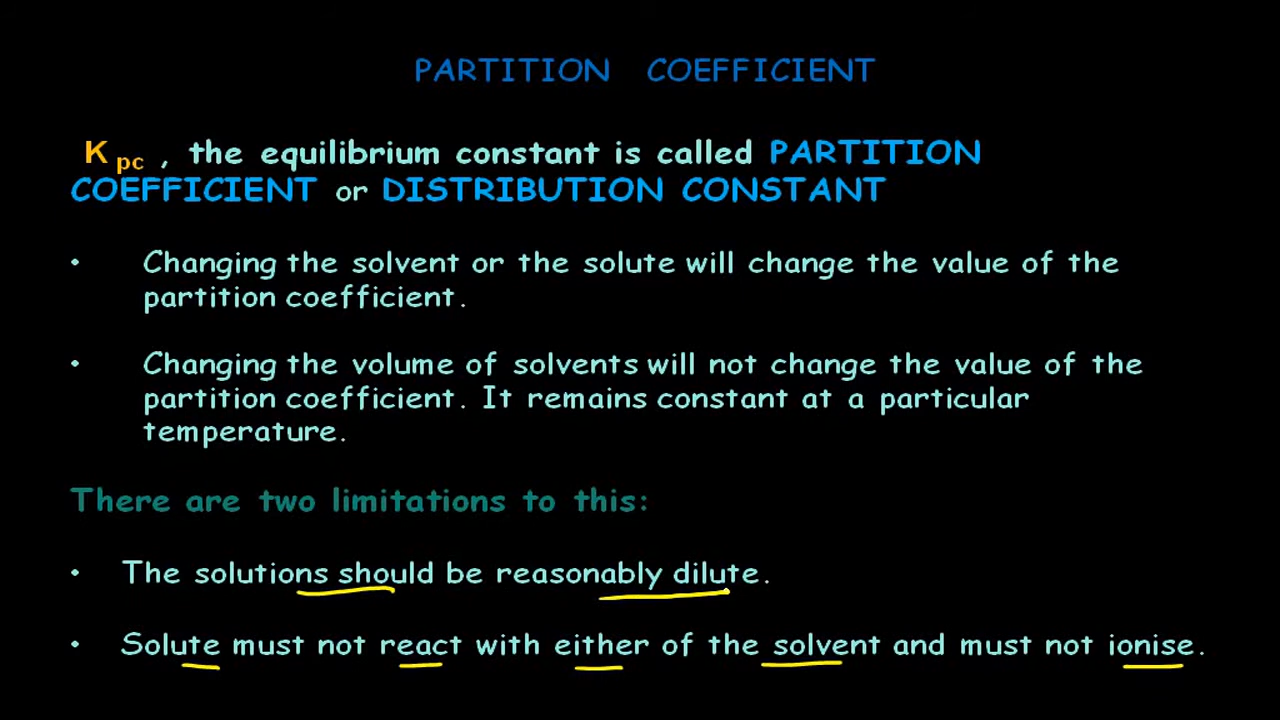 PARTITION COEFFICIENT
K pc , the equilibrium constant is called PARTITION
COEFFICIENT or DISTRIBUTION CONSTANT
• Changing the solvent or the solute will change the value of the
partition coefficient.
• Changing the volume of solvents will not change the value of the
partition coefficient. It remains constant at a particular
temperature.
There are two limitations to this:
• The solutions should be reasonably dilute.
• Solute must not react with either of the solvent and must not ionise.